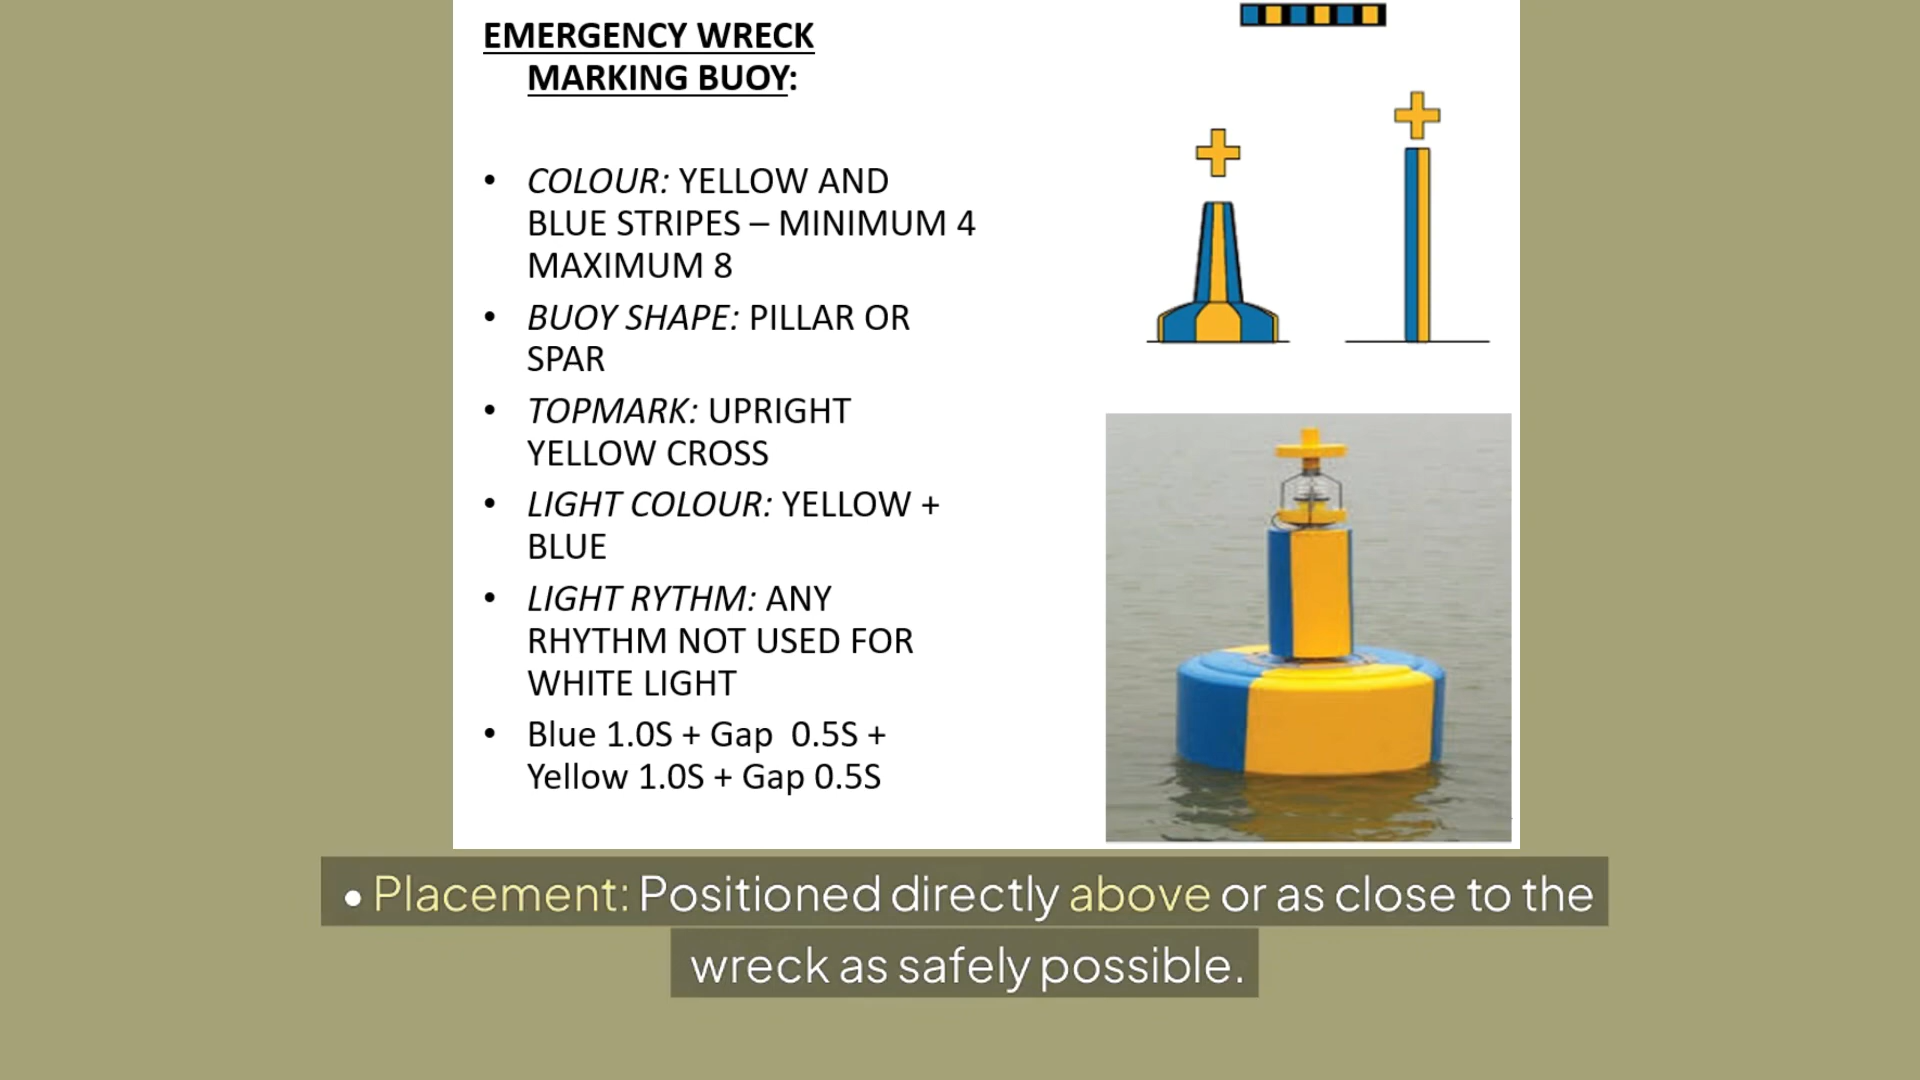 EMERGENCY WRECK
MARKING BUOY:
• COLOUR: YELLOW AND
BLUE STRIPES – MINIMUM 4
MAXIMUM 8
• BUOY SHAPE: PILLAR OR
SPAR
• TOPMARK: UPRIGHT
YELLOW CROSS
• LIGHT COLOUR: YELLOW +
BLUE
• LIGHT RYTHM: ANY
RHYTHM NOT USED FOR
WHITE LIGHT
• Blue 1.0S + Gap 0.5S +
Yellow 1.0S + Gap 0.5S
• Placement: Positioned directly above or as close to the
wreck as safely possible.